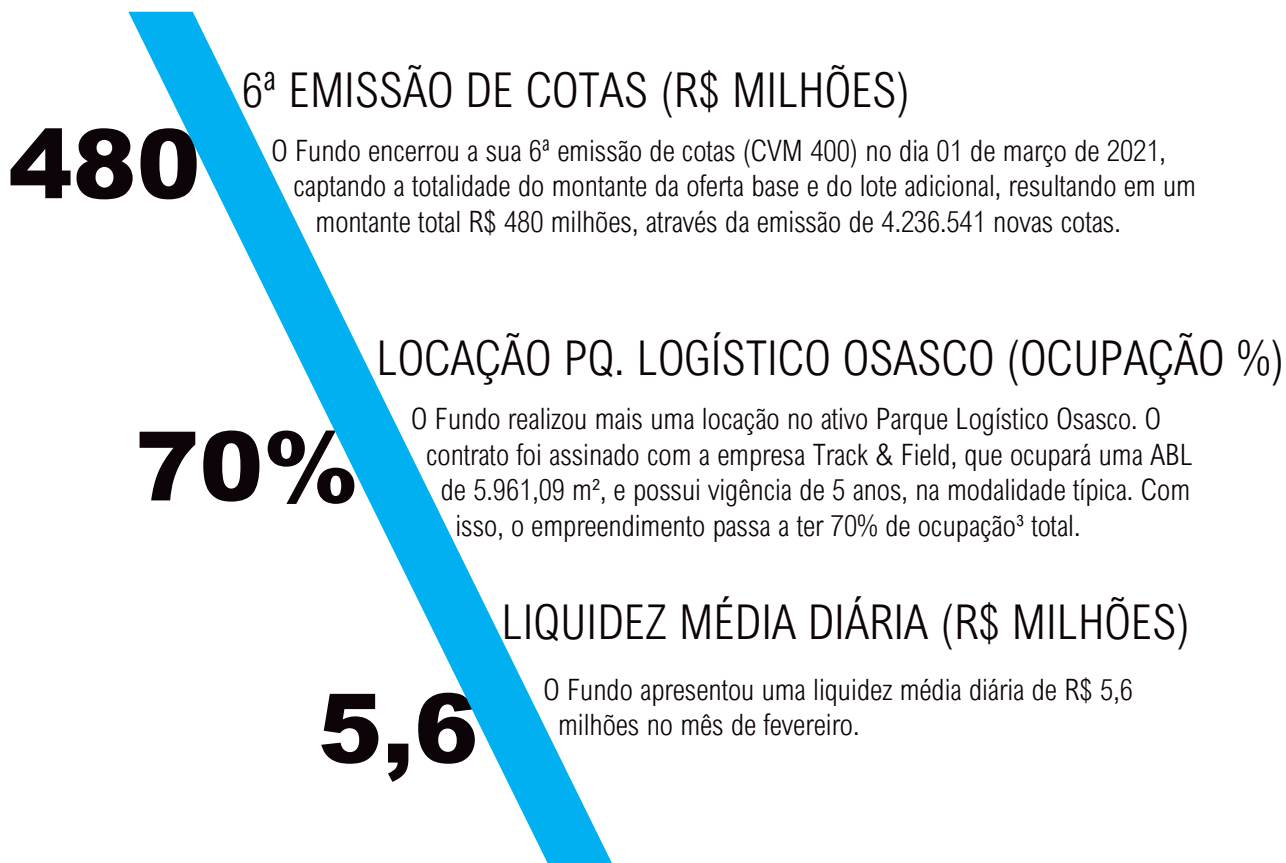 6ª EMISSÃO DE COTAS (R$ MILHÕES)
480
O Fundo encerrou a sua 6ª emissão de cotas (CVM 400) no dia 01 de março de 2021,
captando a totalidade do montante da oferta base e do lote adicional, resultando em um
montante total R$ 480 milhões, através da emissão de 4.236.541 novas cotas.
LOCAÇÃO PQ. LOGÍSTICO OSASCO (OCUPAÇÃO %)
70%
O Fundo realizou mais uma locação no ativo Parque Logístico Osasco. O
contrato foi assinado com a empresa Track & Field, que ocupará uma ABL
de 5.961,09 m², e possui vigência de 5 anos, na modalidade típica. Com
isso, o empreendimento passa a ter 70% de ocupação³ total.
LIQUIDEZ MÉDIA DIÁRIA (R$ MILHÕES)
5,6
O Fundo apresentou uma liquidez média diária de R$ 5,6
milhões no mês de fevereiro.